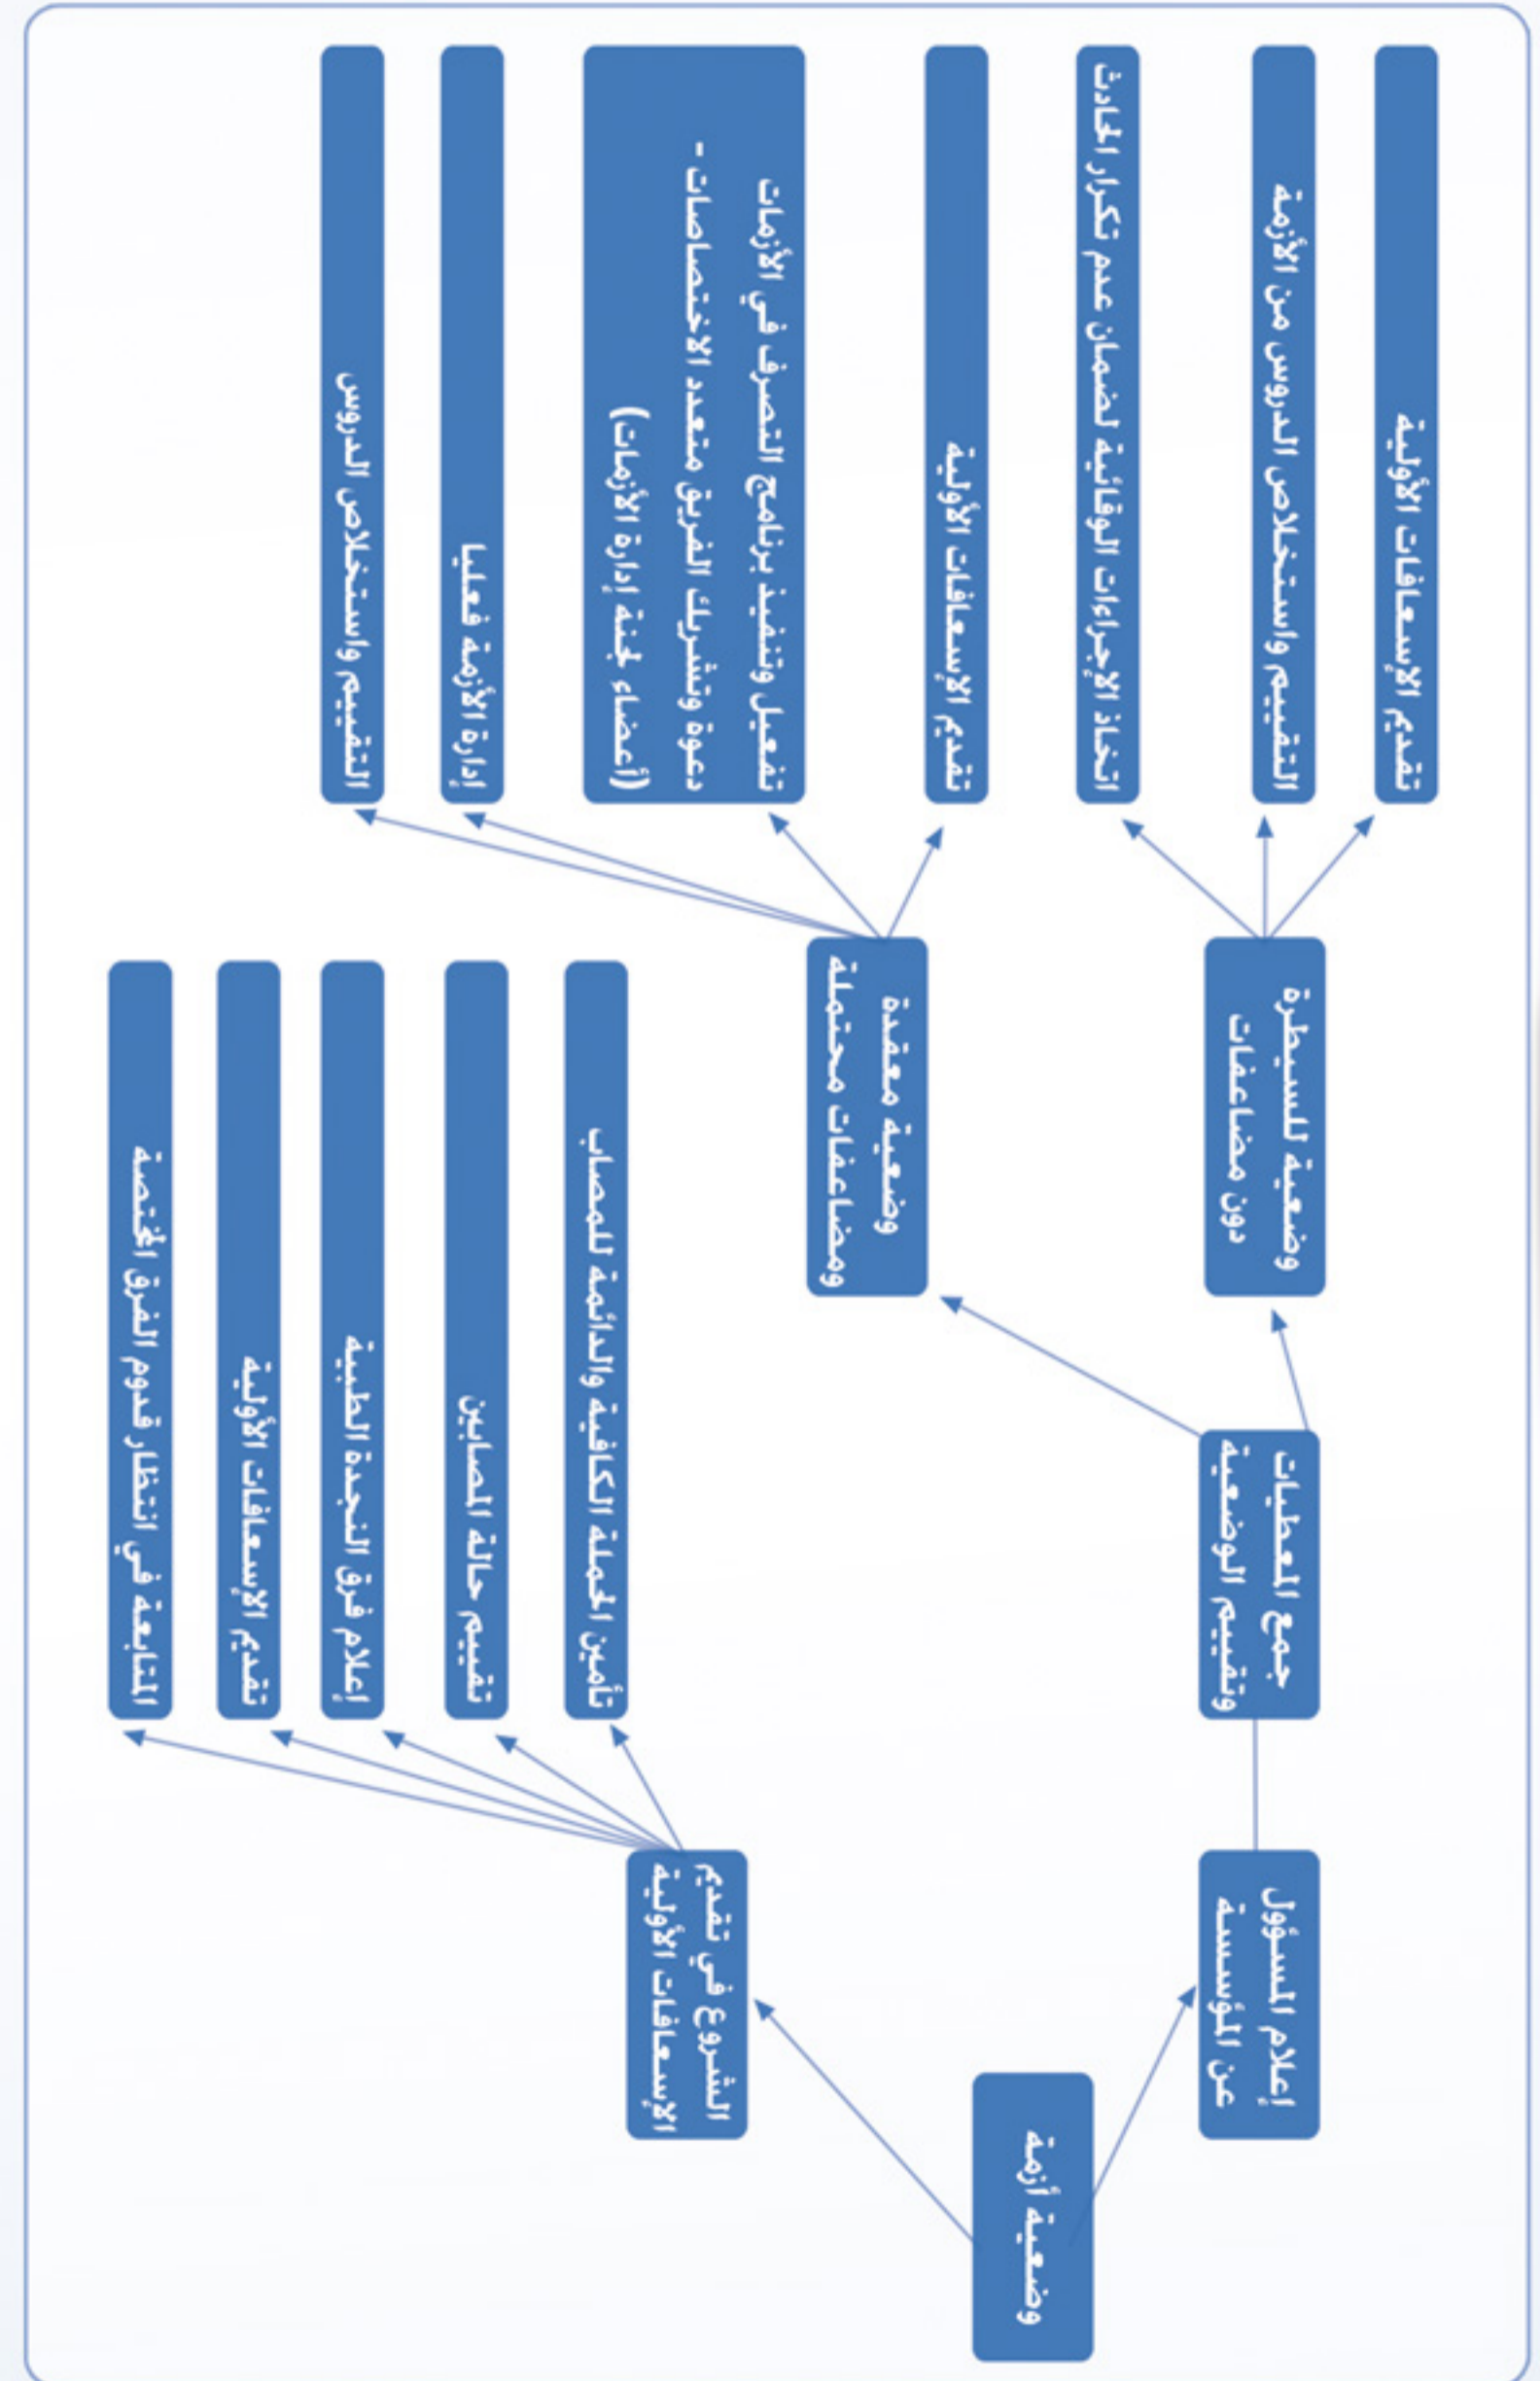 وضعية أزمة
إعلام المسؤول
عن المؤسسة
جمع المعطيات
وتقييم الوضعية
وضعية للسيطرة
دون مضاعفات
تقديم الإسعافات الأولية
التقييم واستخلاص الدروس من الأزمة
اتخاذ الإجراءات الوقائية لضمان عدم تكرار الحادث
وضعية معقدة
ومضاعفات محتملة
تقديم الإسعافات الأولية
تفعيل وتنفيذ برنامج التصرف في الأزمات
دعوة وتشريك الفريق متعدد الاختصاصات -
(أعضاء لجنة إدارة الأزمات)
إدارة الأزمة فعليا
التقييم واستخلاص الدروس
الشروع في تقديم
الإسعافات الأولية
تأمين الحملة الكافية والدائمة للمصاب
تقييم حالة المصابين
إعلام فرق النجدة الطبية
تقديم الإسعافات الأولية
المتابعة في انتظار قدوم الفرق المختصة